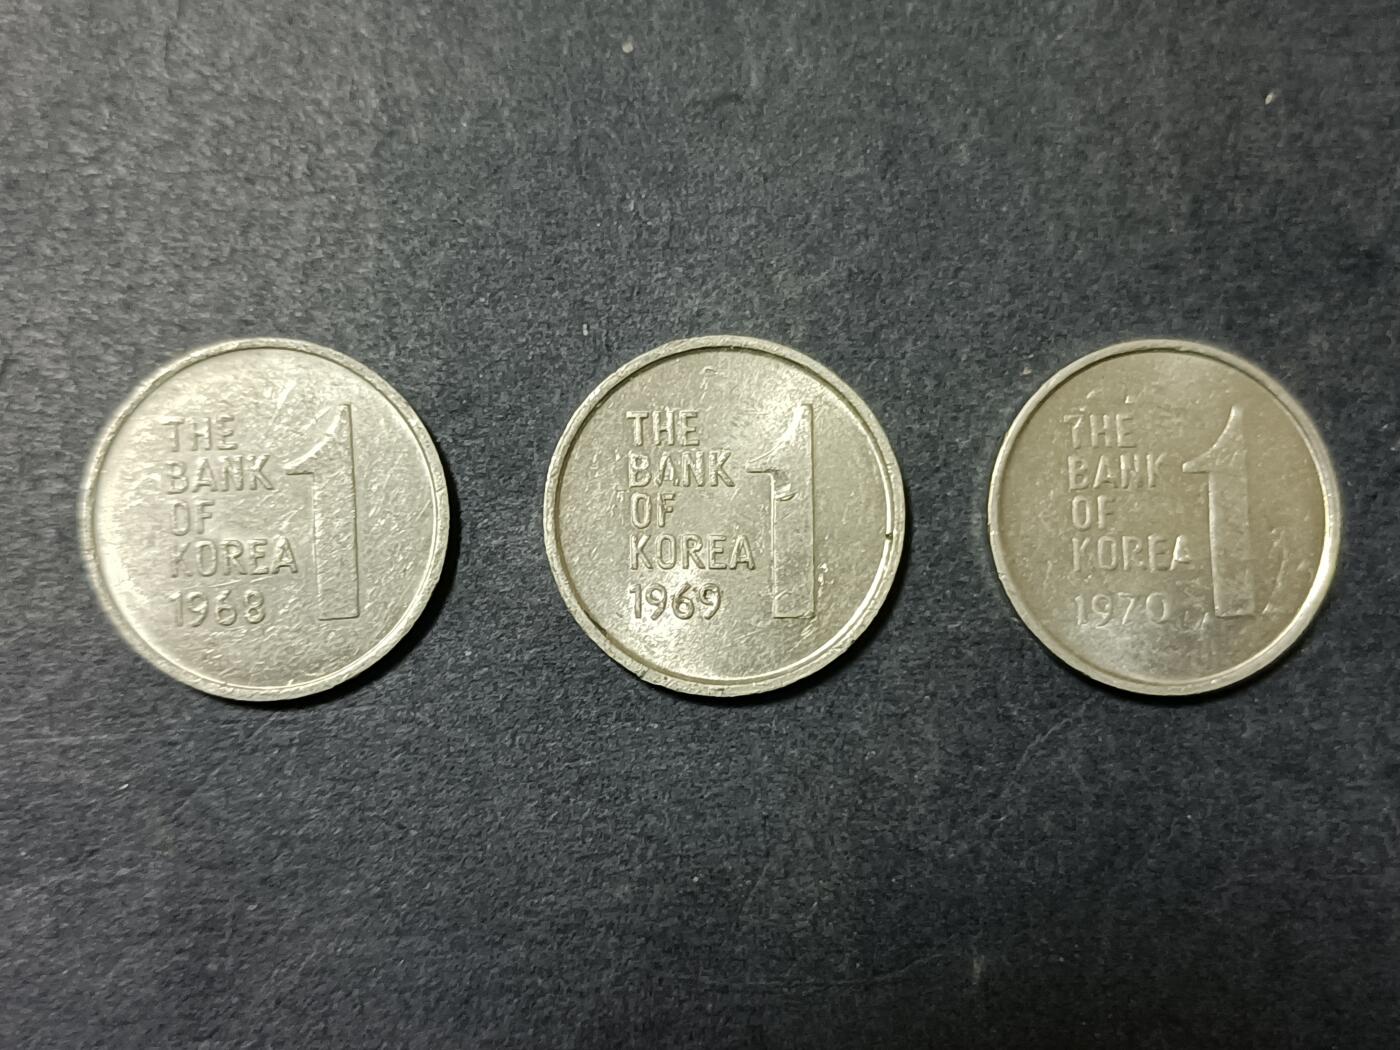 THE
BANK
OF
KOREA
1968
1
THE
BANK
OF
KOREA
1969
1
THE
BANK
OF
KOREA
1970
1